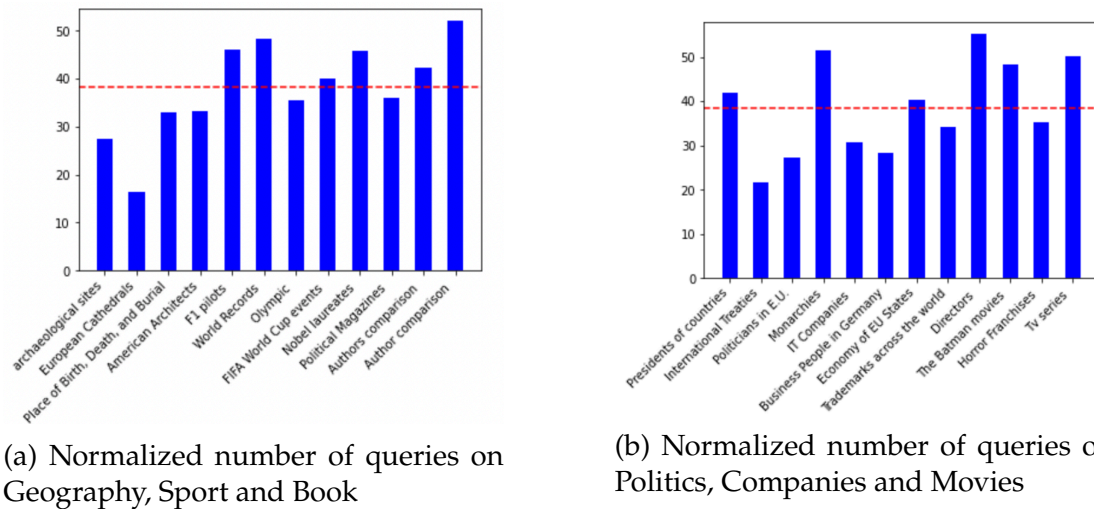 50
40
30
20
10
0
archaeological sites
European Cathedrals
Place of Birth, Death, and Burial
American Architects
F1 pilots
World Records
Olympic
FIFA World Cup events
Nobel laureates
Political Magazines
Authors comparison
Author comparison
(a) Normalized number of queries on
Geography, Sport and Book
50
40
30
20
10
0
Presidents of countries
International Treaties
Politicians in E.U.
Monarchies
IT Companies
Business People in Germany
Economy of EU States
Trademarks across the world
Directors
The Batman movies
Horror Franchises
Tv series
(b) Normalized number of queries o
Politics, Companies and Movies